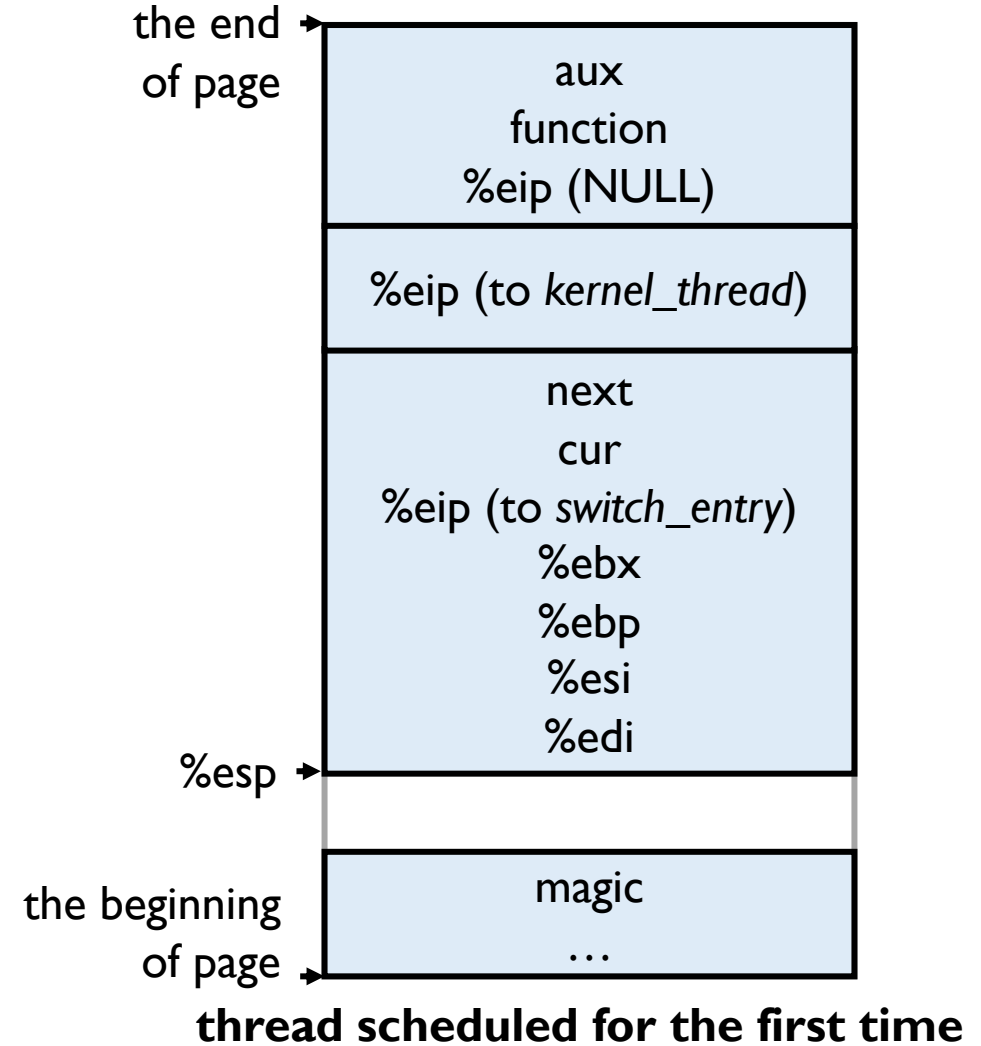 the end
of page
aux
function
%eip (NULL)
%eip (to kernel_thread)
next
cur
%eip (to switch_entry)
%ebx
%ebp
%esi
%edi
%esp
magic
the beginning
of page
…
thread scheduled for the first time